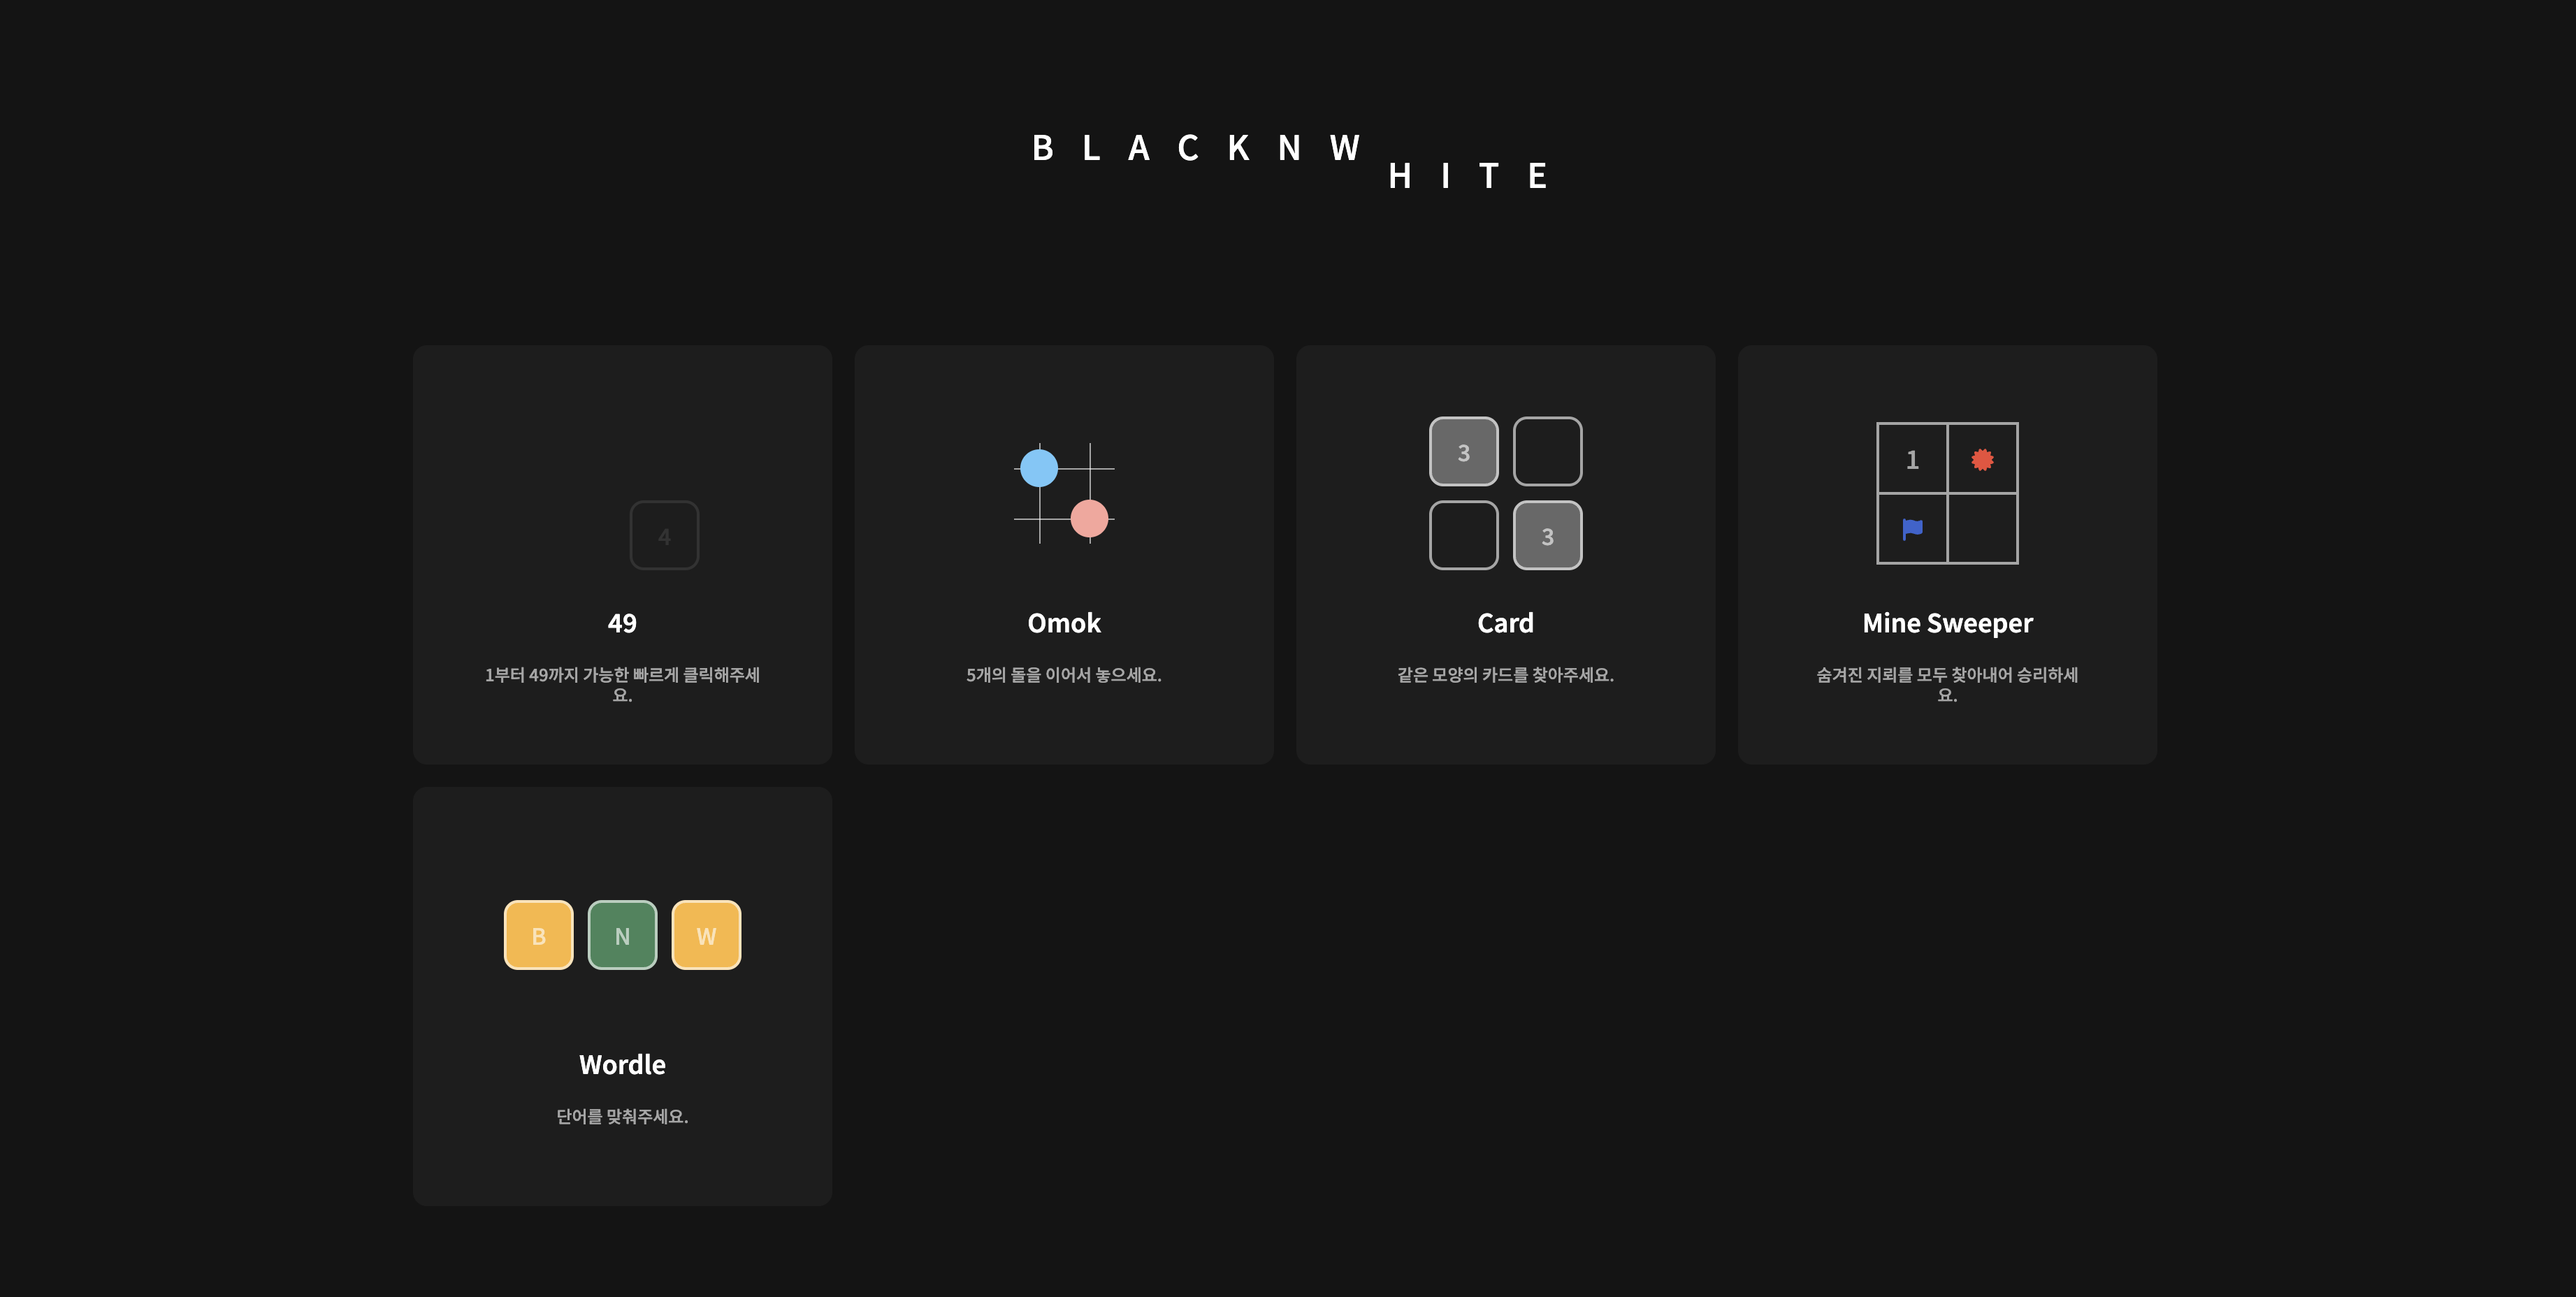 B L A C K N W H I T E
3
1
4
3
49
Omok
Card
Mine Sweeper
1부터 49까지 가능한 빠르게 클릭해주세
요.
5개의 돌을 이어서 놓으세요.
같은 모양의 카드를 찾아주세요.
숨겨진 지뢰를 모두 찾아내어 승리하세
요.
B N W
Wordle
단어를 맞춰주세요.